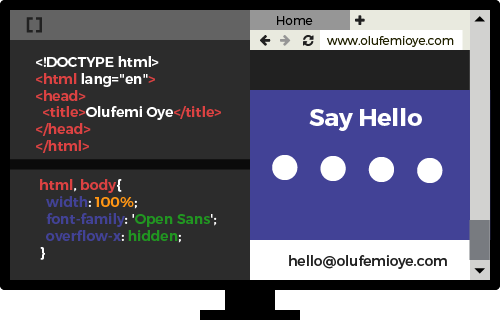 []
<!DOCTYPE html>
<html lang="en">
<head>
<title>Olufemi Oye</title>
</head>
</html>
html, body{
width: 100%;
font-family: 'Open Sans';
overflow-x: hidden;
}
Home +
www.olufemioye.com
Say Hello
hello@olufemioye.com